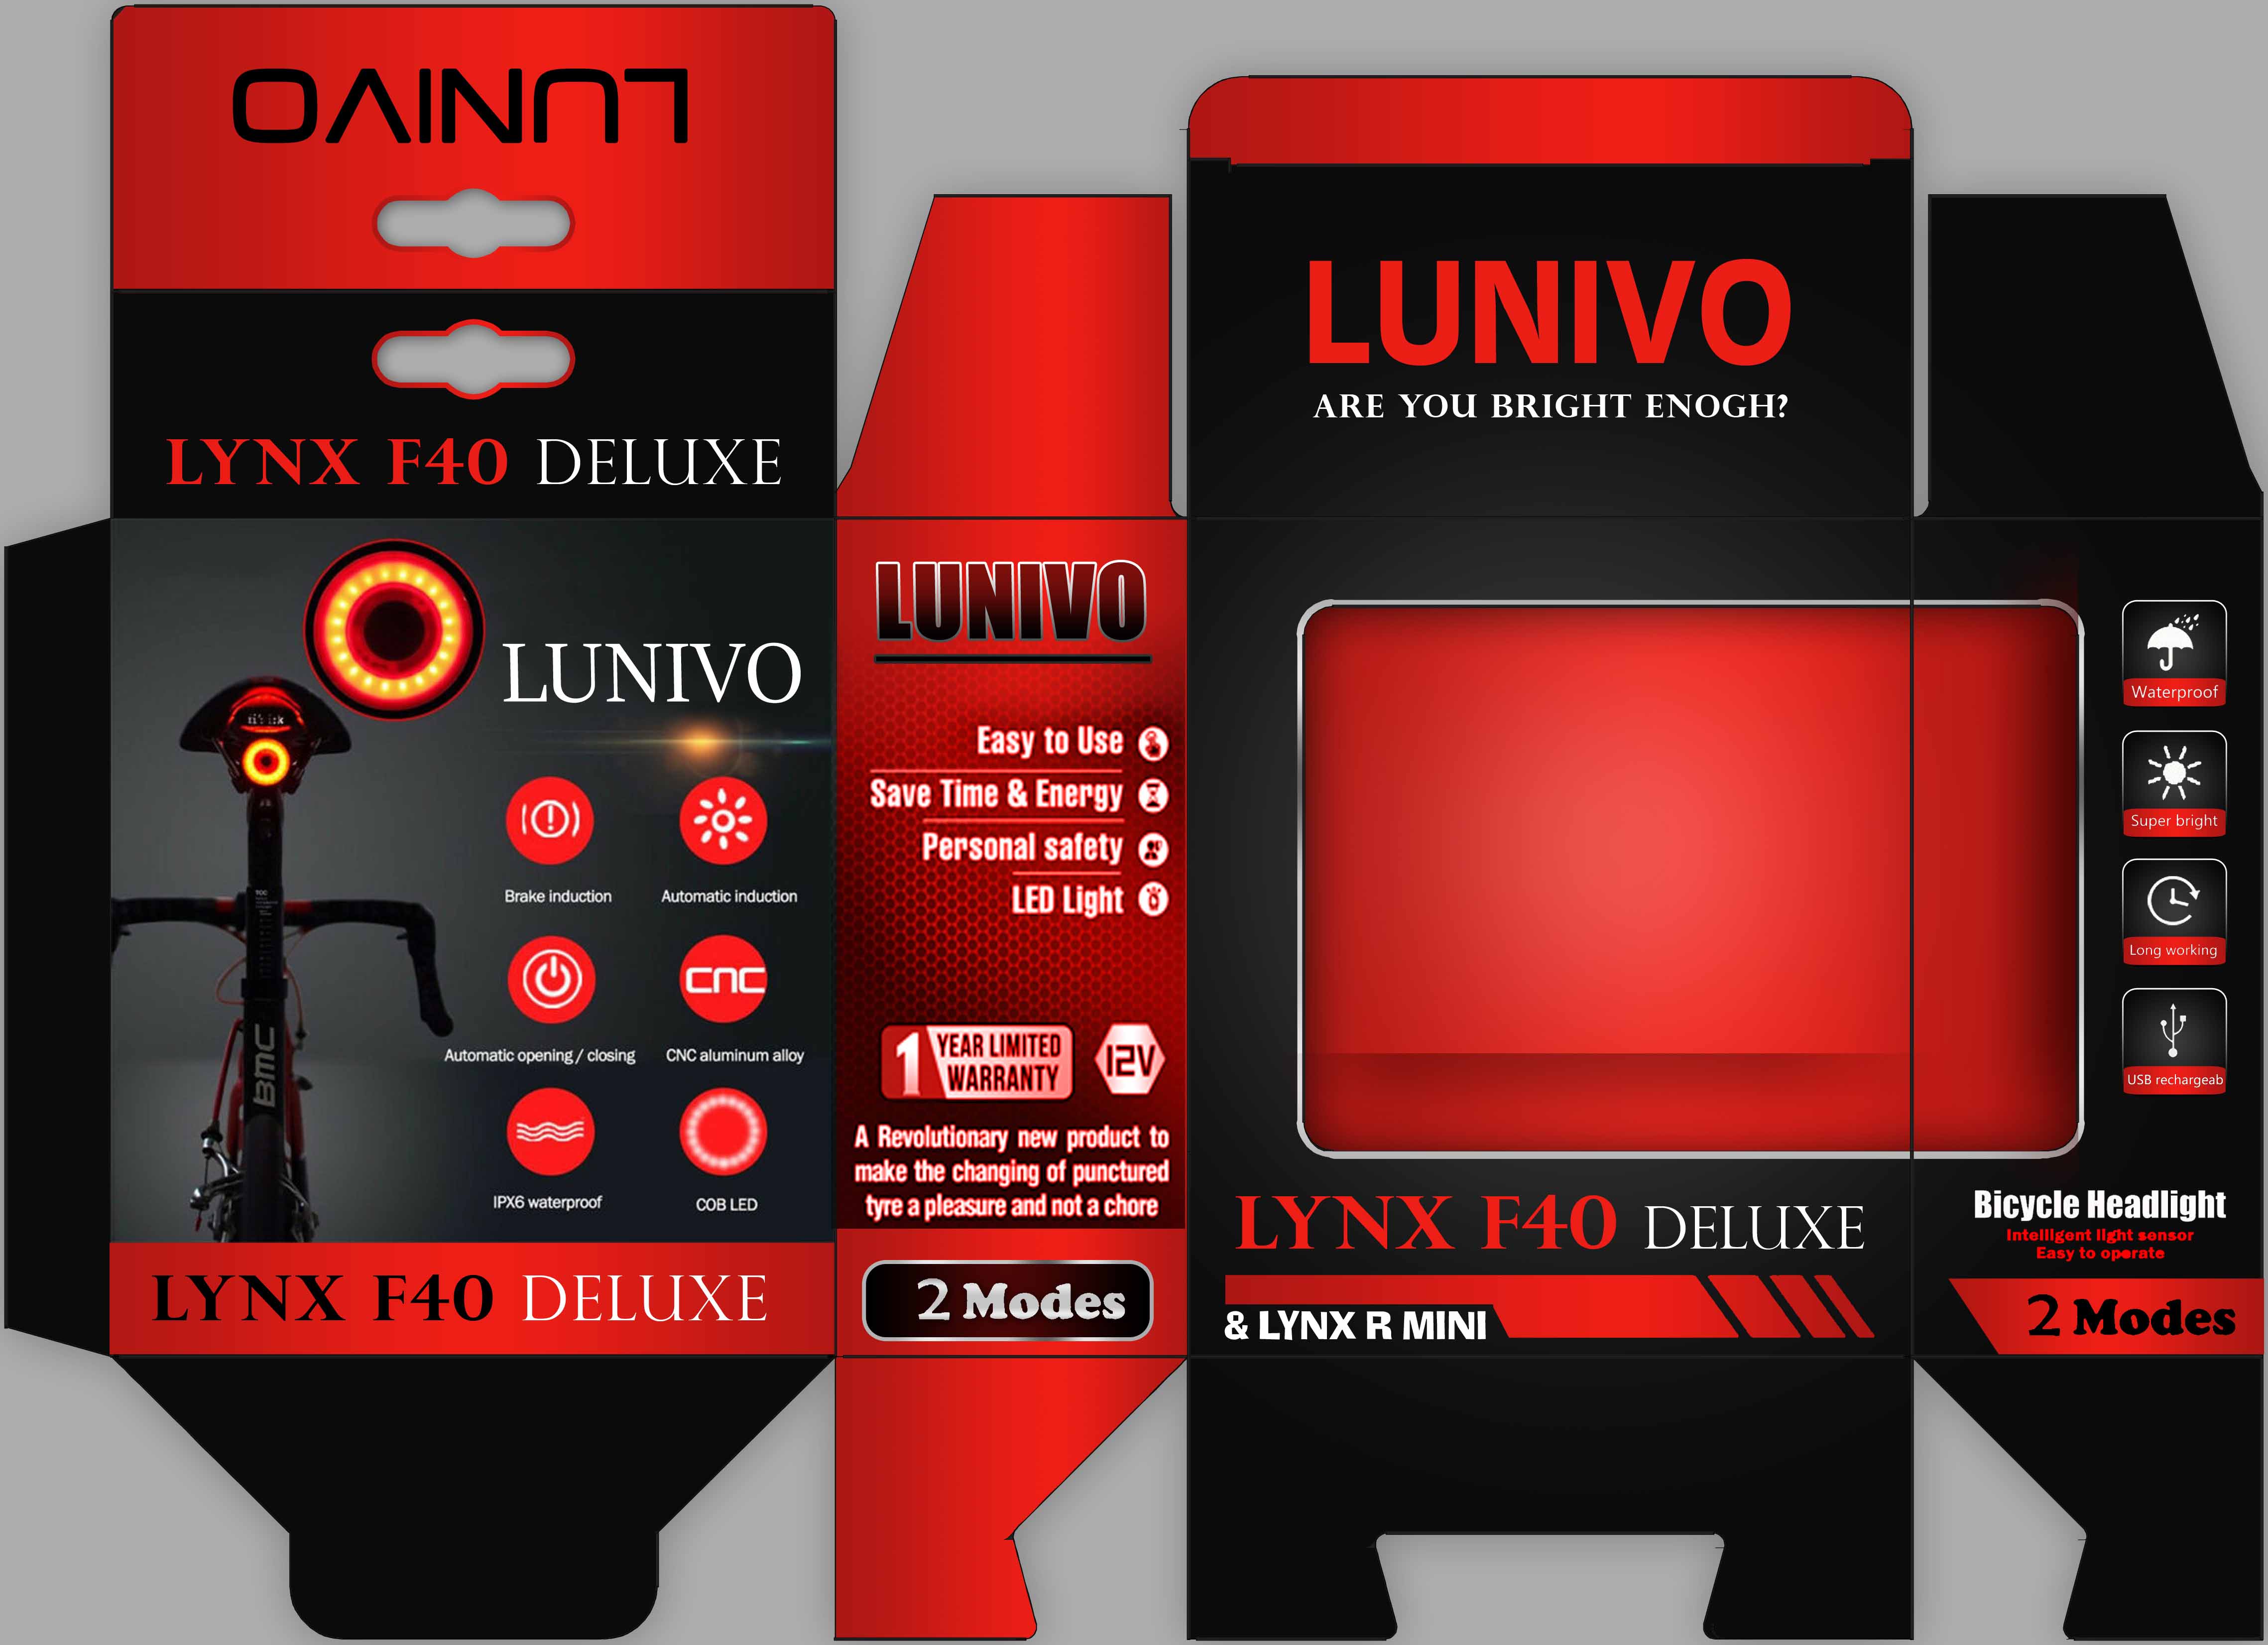 LUNIVO
LYNX F40 DELUXE
LUNIVO
Brake induction
Automatic induction
CNC
Automatic opening / closing
CNC aluminum alloy
BMC
IPX6 waterproof
COB LED
LYNX F40 DELUXE
LUNIVO
Easy to Use
Save Time & Energy
Personal safety
LED Light
1 YEAR LIMITED
WARRANTY
12V
A Revolutionary new product to
make the changing of punctured
tyre a pleasure and not a chore
2 Modes
LUNIVO
ARE YOU BRIGHT ENOGH?
LYNX F40 DELUXE
& LYNX R MINI
Waterproof
Super bright
Long working
USB rechargeab
Bicycle Headlight
Intelligent light sensor
Easy to operate
2 Modes